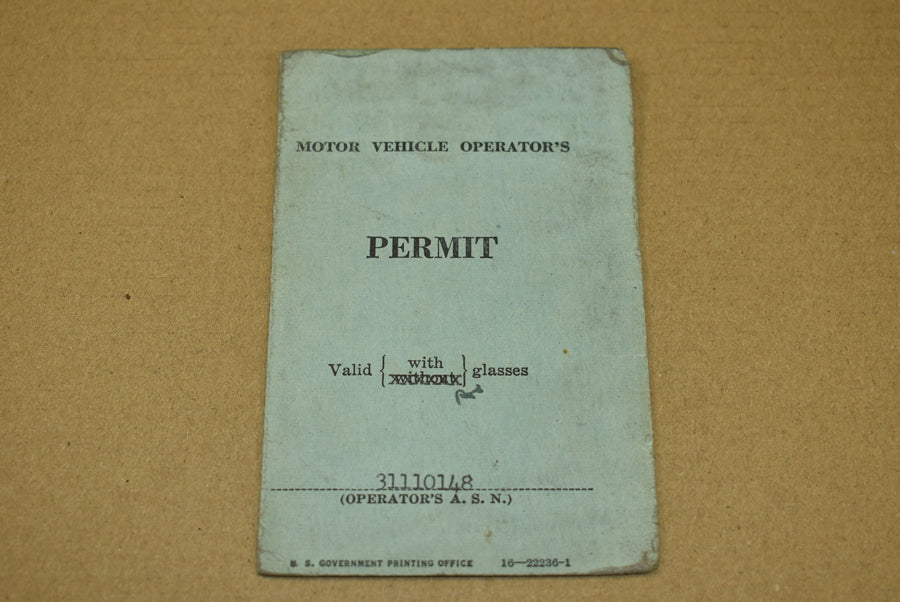 MOTOR VEHICLE OPERATOR'S
PERMIT
Valid { with } glasses
without
31110148
(OPERATOR'S A. S. N.)
U. S. GOVERNMENT PRINTING OFFICE 16—22236-1